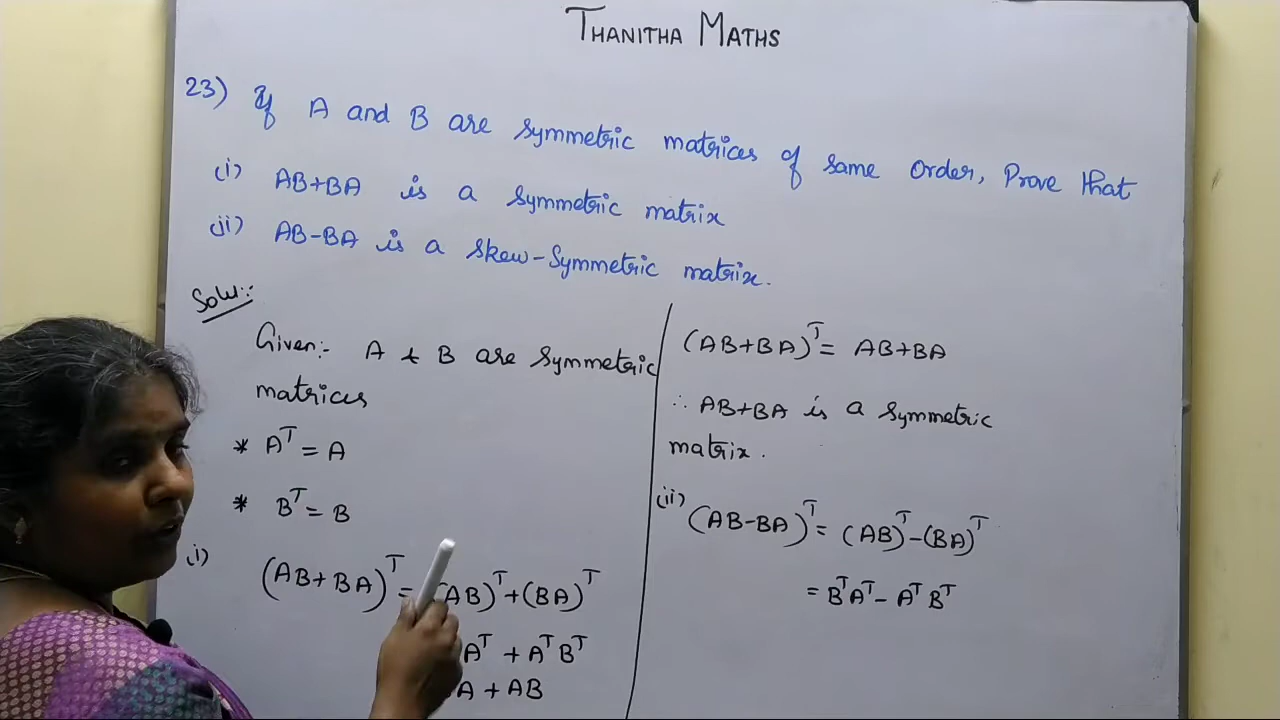 THANITHA MATHS
23) If A and B are symmetric matrices of same order, Prove that
(i) AB+BA is a symmetric matrix
(ii) AB-BA is a skew-symmetric matrix.
Solu:-
Given:- A & B are symmetric
matrices
* Aᵀ = A
* Bᵀ = B
(i) (AB+BA)ᵀ = (AB)ᵀ+(BA)ᵀ
Aᵀ + AᵀBᵀ
A + AB
(AB+BA)ᵀ = AB+BA
∴ AB+BA is a symmetric
matrix.
(ii) (AB-BA)ᵀ = (AB)ᵀ-(BA)ᵀ
= BᵀAᵀ - AᵀBᵀ